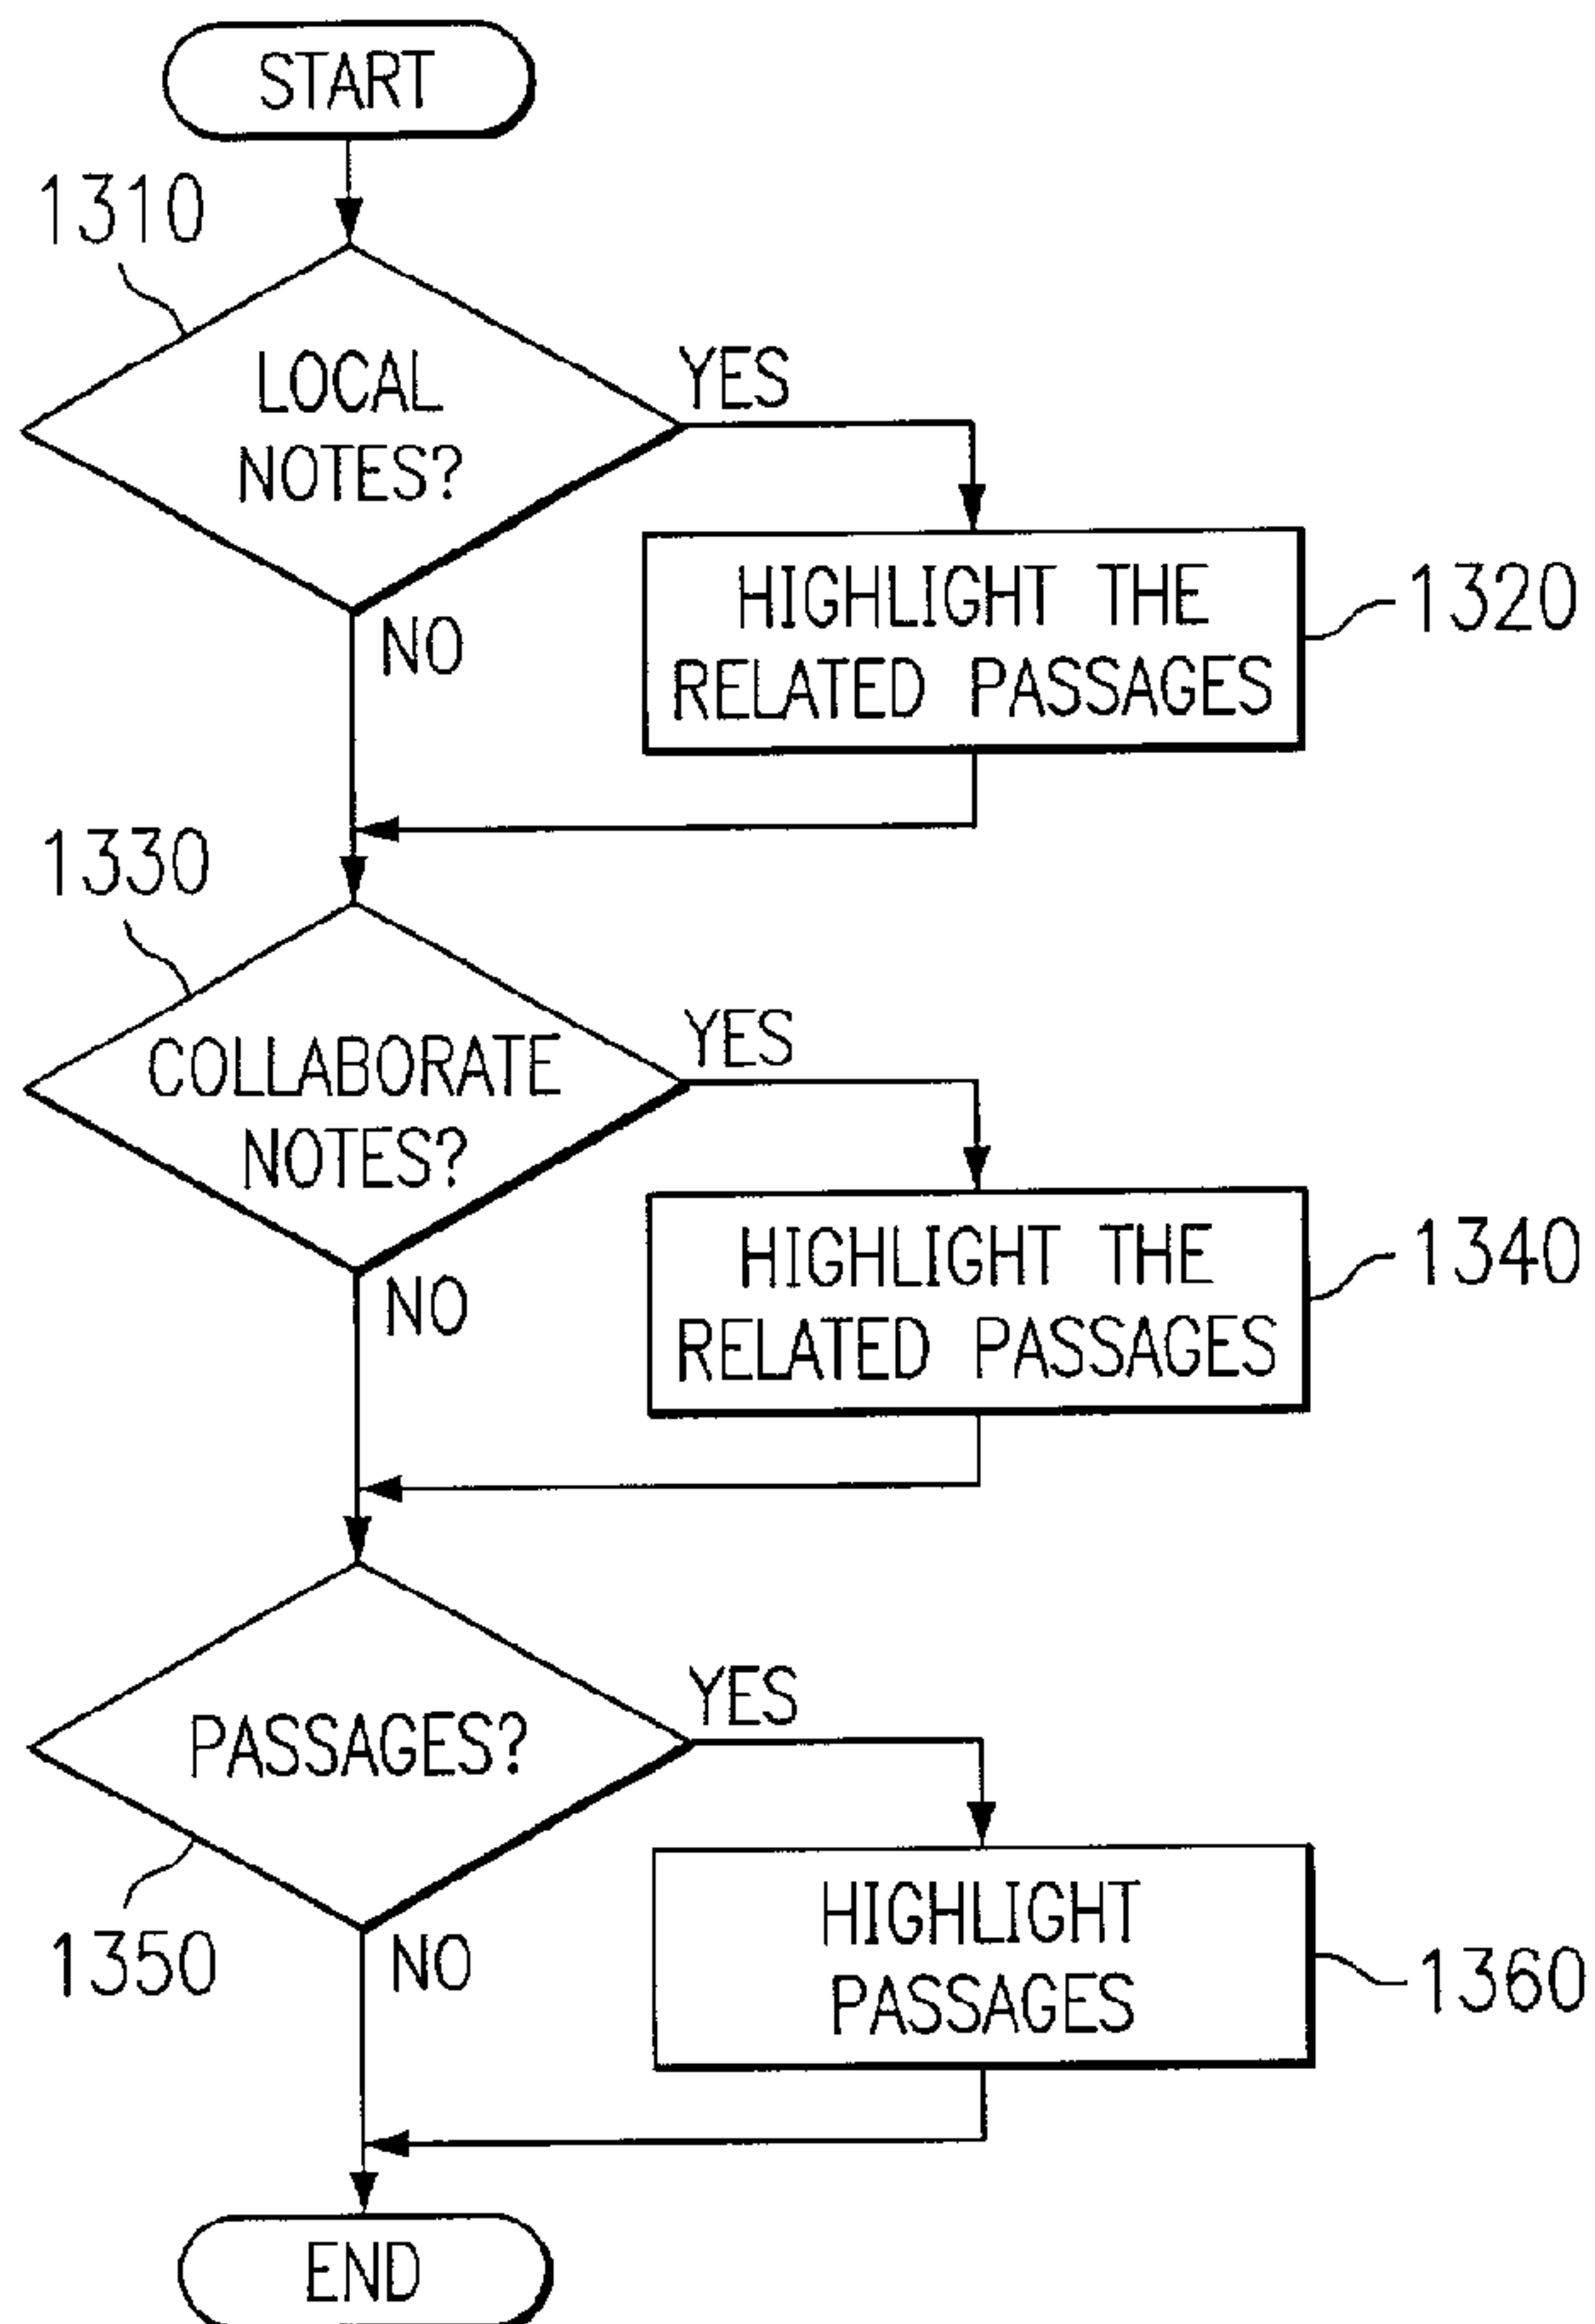 START
1310
LOCAL
NOTES?
YES
HIGHLIGHT THE
RELATED PASSAGES
1320
NO
1330
COLLABORATE
NOTES?
YES
HIGHLIGHT THE
RELATED PASSAGES
1340
NO
PASSAGES?
YES
1350
HIGHLIGHT
PASSAGES
1360
NO
END